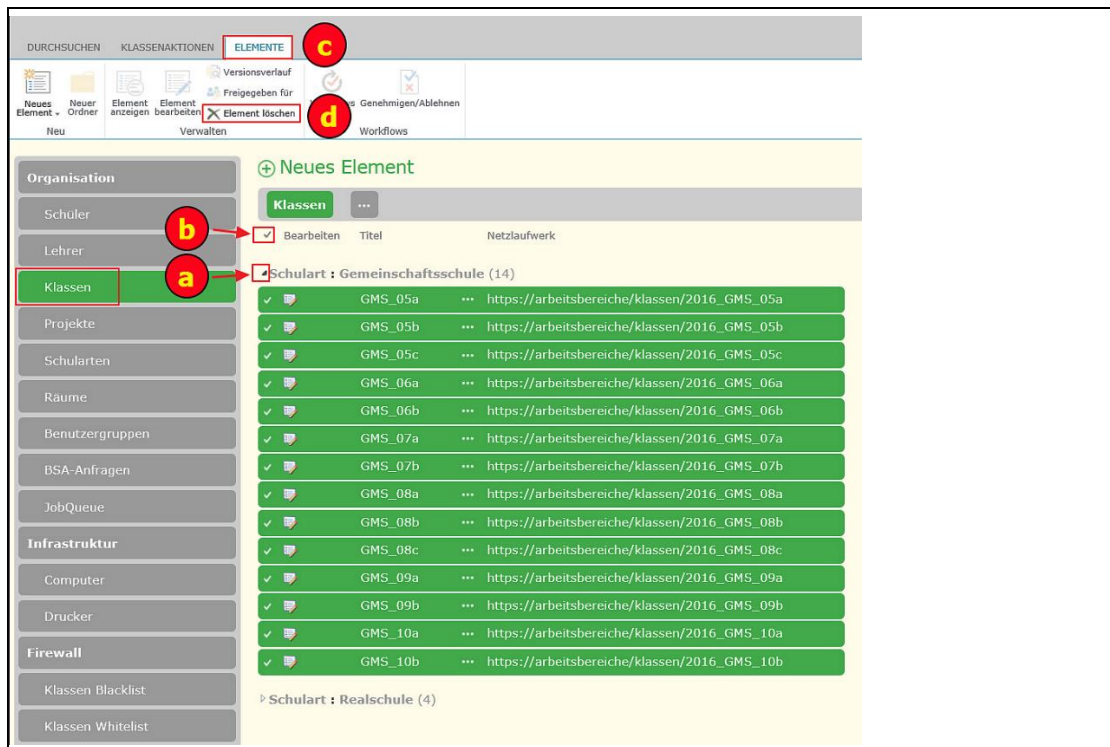 DURCHSUCHEN KLASSENAKTIONEN ELEMENTE c
Versionsverlauf
Freigegeben für
Neues Element Neuer Ordner Element anzeigen Element bearbeiten Element löschen d Genehmigen/Ablehnen
Neu Verwalten Workflows
Organisation
Schüler
Lehrer
Klassen
Projekte
Schularten
Räume
Benutzergruppen
BSA-Anfragen
JobQueue
Infrastruktur
Computer
Drucker
Firewall
Klassen Blacklist
Klassen Whitelist
Neues Element
Klassen ...
b Bearbeiten Titel Netzlaufwerk
a Schulart : Gemeinschaftsschule (14)
GMS_05a ... https://arbeitsbereiche/klassen/2016_GMS_05a
GMS_05b ... https://arbeitsbereiche/klassen/2016_GMS_05b
GMS_05c ... https://arbeitsbereiche/klassen/2016_GMS_05c
GMS_06a ... https://arbeitsbereiche/klassen/2016_GMS_06a
GMS_06b ... https://arbeitsbereiche/klassen/2016_GMS_06b
GMS_07a ... https://arbeitsbereiche/klassen/2016_GMS_07a
GMS_07b ... https://arbeitsbereiche/klassen/2016_GMS_07b
GMS_08a ... https://arbeitsbereiche/klassen/2016_GMS_08a
GMS_08b ... https://arbeitsbereiche/klassen/2016_GMS_08b
GMS_08c ... https://arbeitsbereiche/klassen/2016_GMS_08c
GMS_09a ... https://arbeitsbereiche/klassen/2016_GMS_09a
GMS_09b ... https://arbeitsbereiche/klassen/2016_GMS_09b
GMS_10a ... https://arbeitsbereiche/klassen/2016_GMS_10a
GMS_10b ... https://arbeitsbereiche/klassen/2016_GMS_10b
Schulart : Realschule (4)